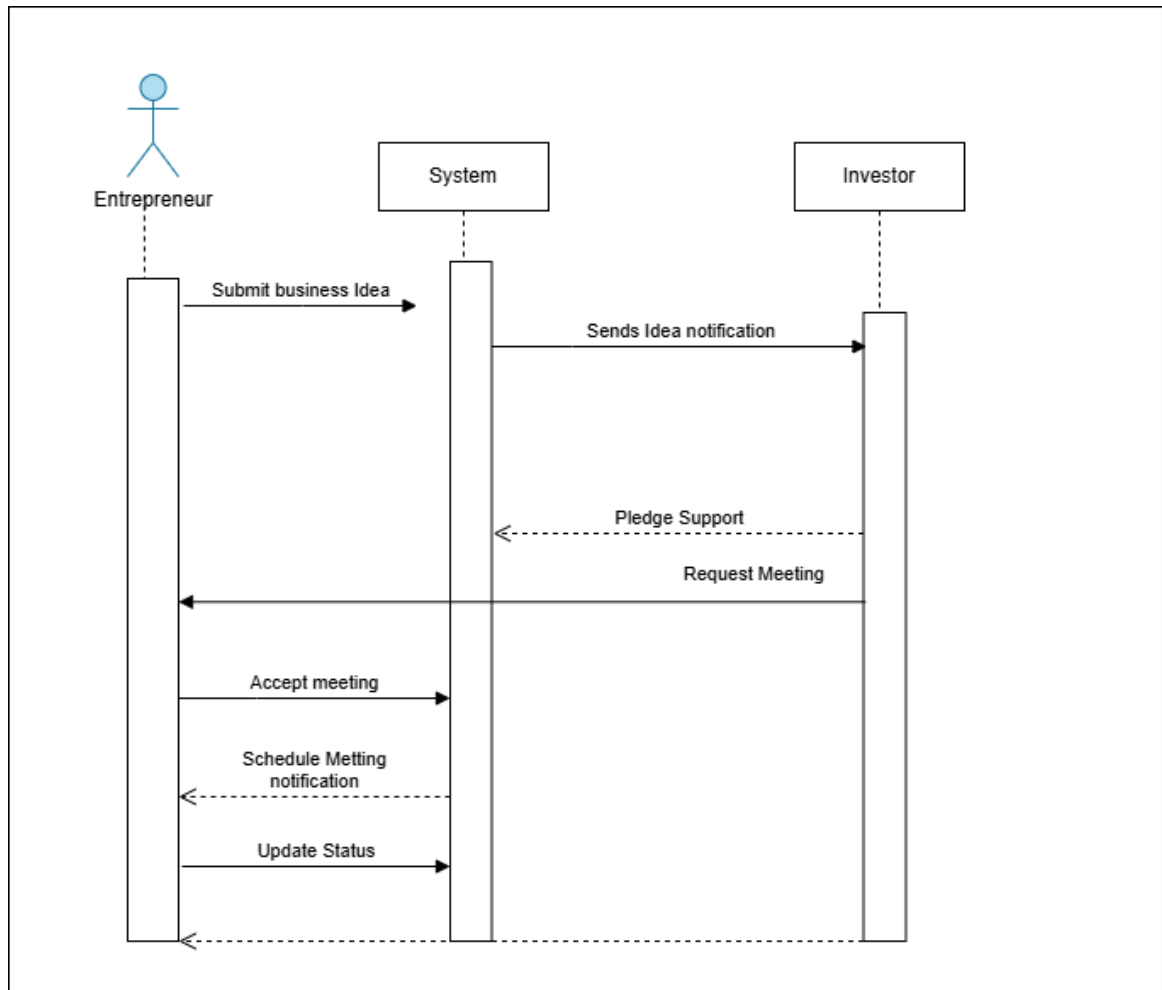 Entrepreneur
System
Investor
Submit business Idea
Sends Idea notification
Pledge Support
Request Meeting
Accept meeting
Schedule Metting
notification
Update Status